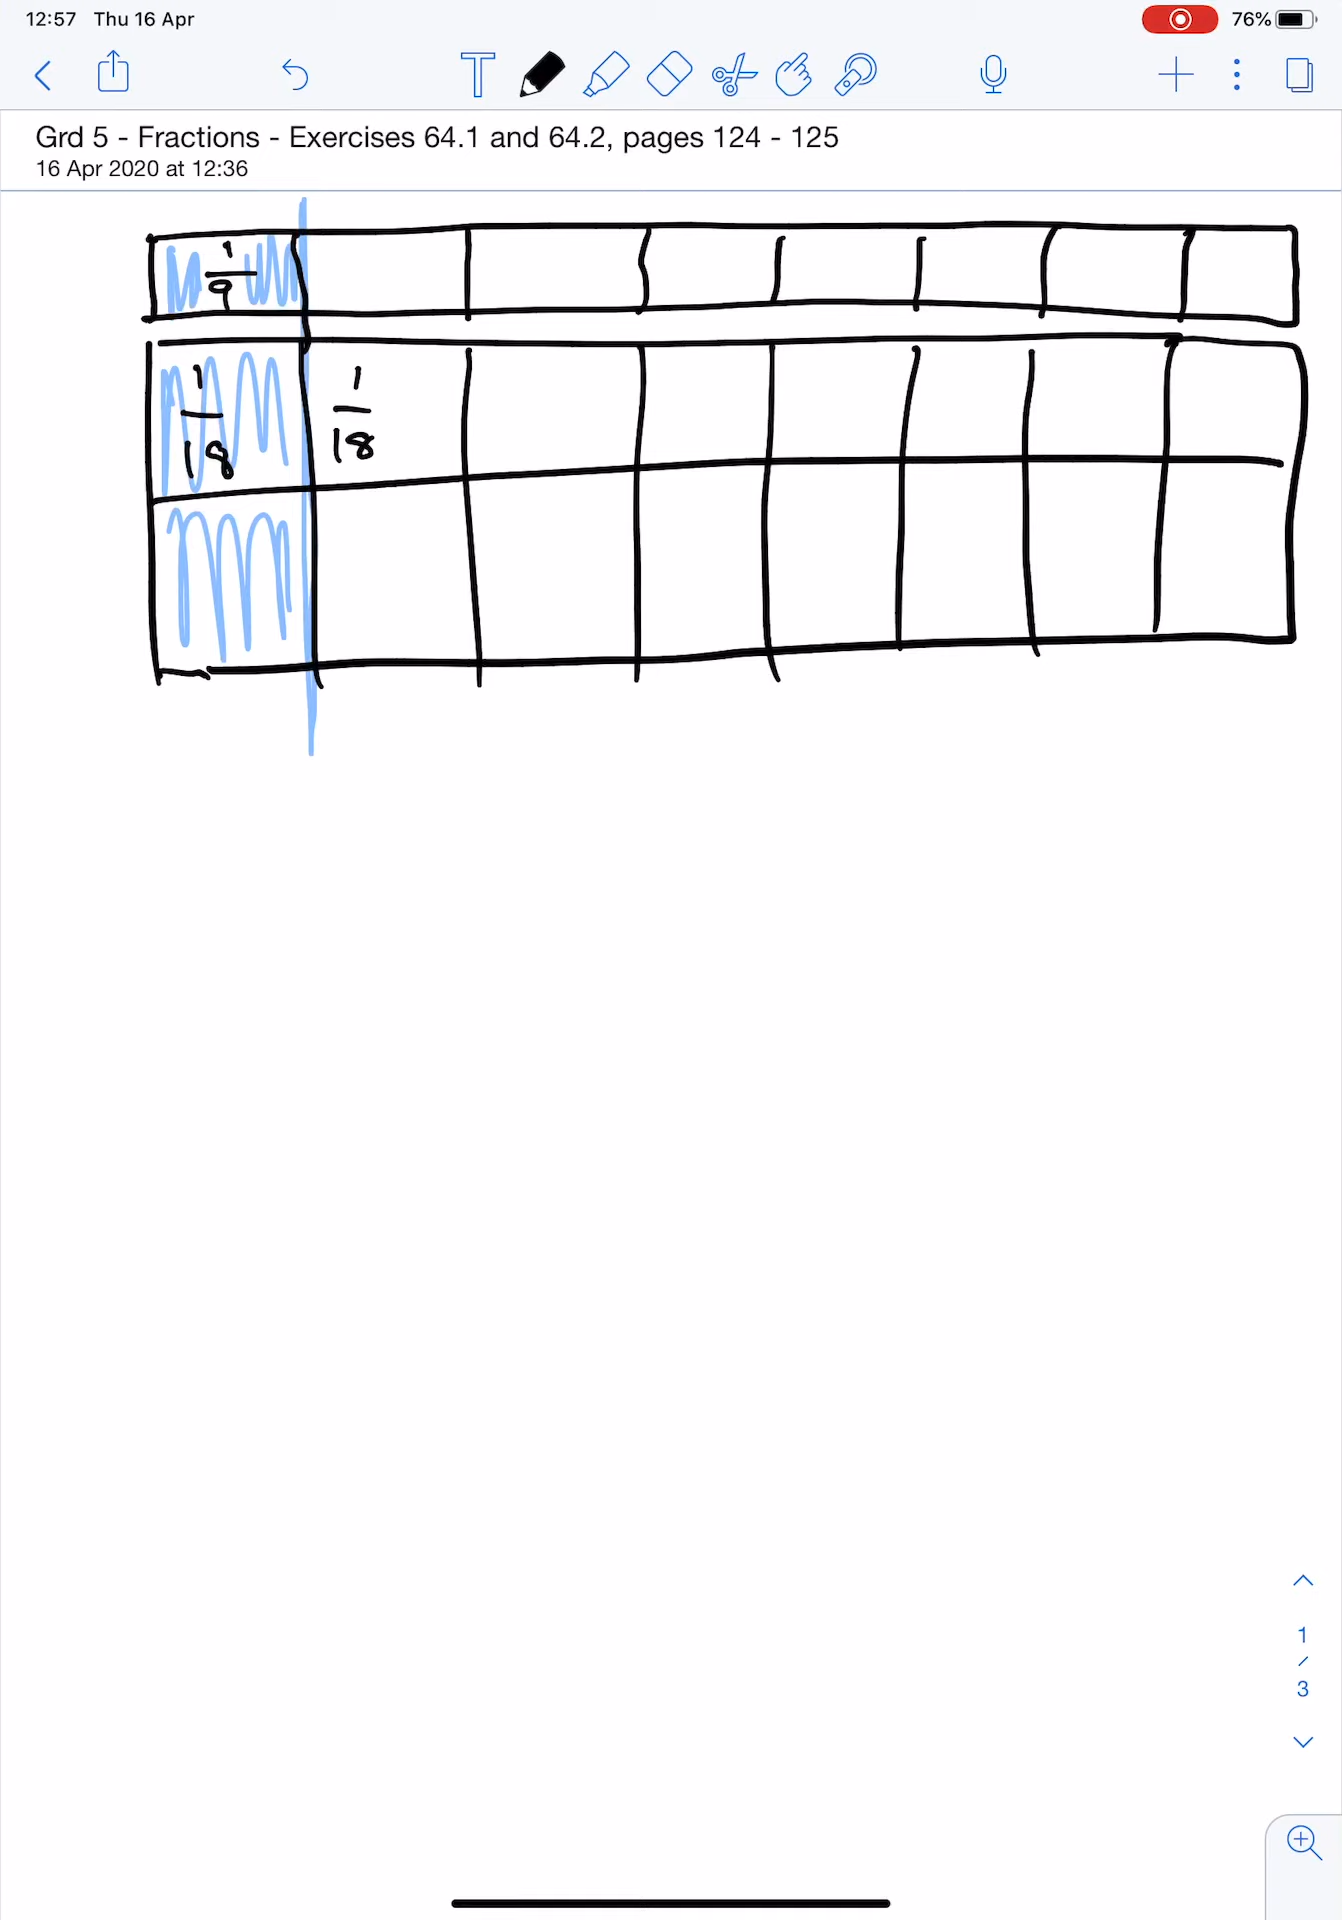 12:57 Thu 16 Apr
76%
T
Grd 5 - Fractions - Exercises 64.1 and 64.2, pages 124 - 125
16 Apr 2020 at 12:36
1
9
1
18
1
18
1
/
3